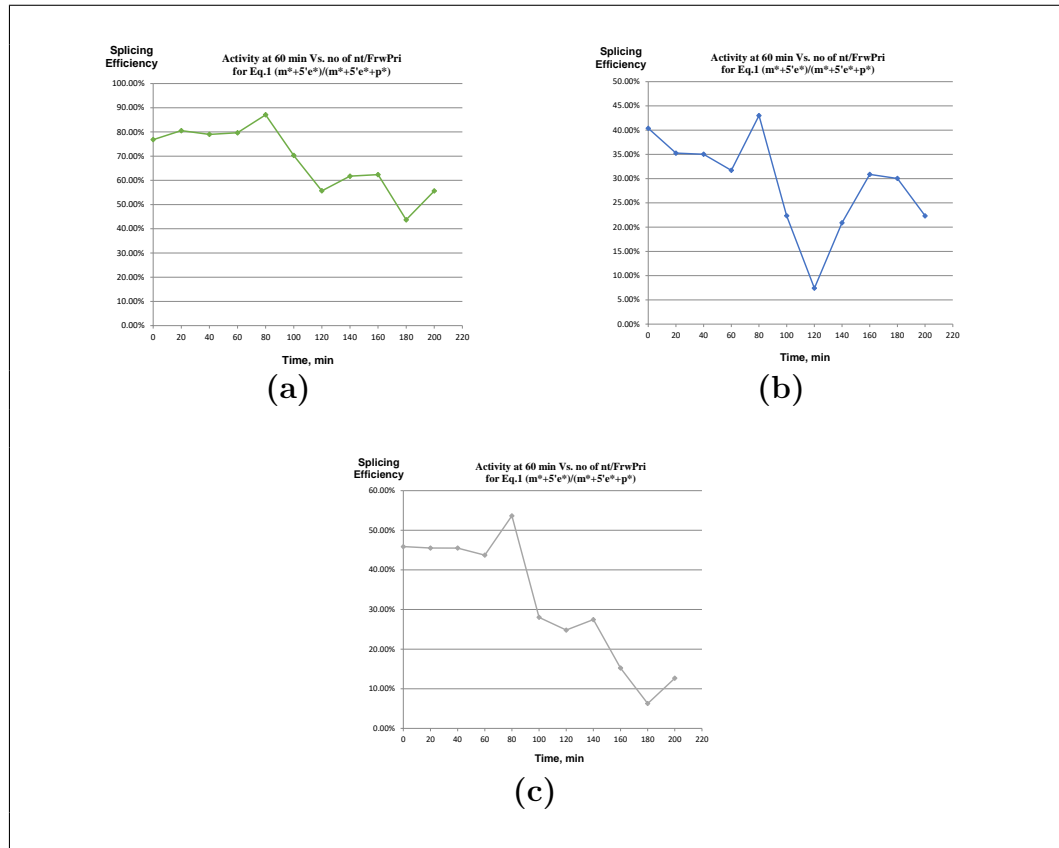 Splicing
Efficiency
Activity at 60 min Vs. no of nt/FrwPri
for Eq.1 (m*+5'e*)/(m*+5'e*+p*)
100.00%
90.00%
80.00%
70.00%
60.00%
50.00%
40.00%
30.00%
20.00%
10.00%
0.00%
0 20 40 60 80 100 120 140 160 180 200 220
Time, min
(a)
Splicing
Efficiency
Activity at 60 min Vs. no of nt/FrwPri
for Eq.1 (m*+5'e*)/(m*+5'e*+p*)
50.00%
45.00%
40.00%
35.00%
30.00%
25.00%
20.00%
15.00%
10.00%
5.00%
0.00%
0 20 40 60 80 100 120 140 160 180 200 220
Time, min
(b)
Splicing
Efficiency
Activity at 60 min Vs. no of nt/FrwPri
for Eq.1 (m*+5'e*)/(m*+5'e*+p*)
60.00%
50.00%
40.00%
30.00%
20.00%
10.00%
0.00%
0 20 40 60 80 100 120 140 160 180 200 220
Time, min
(c)